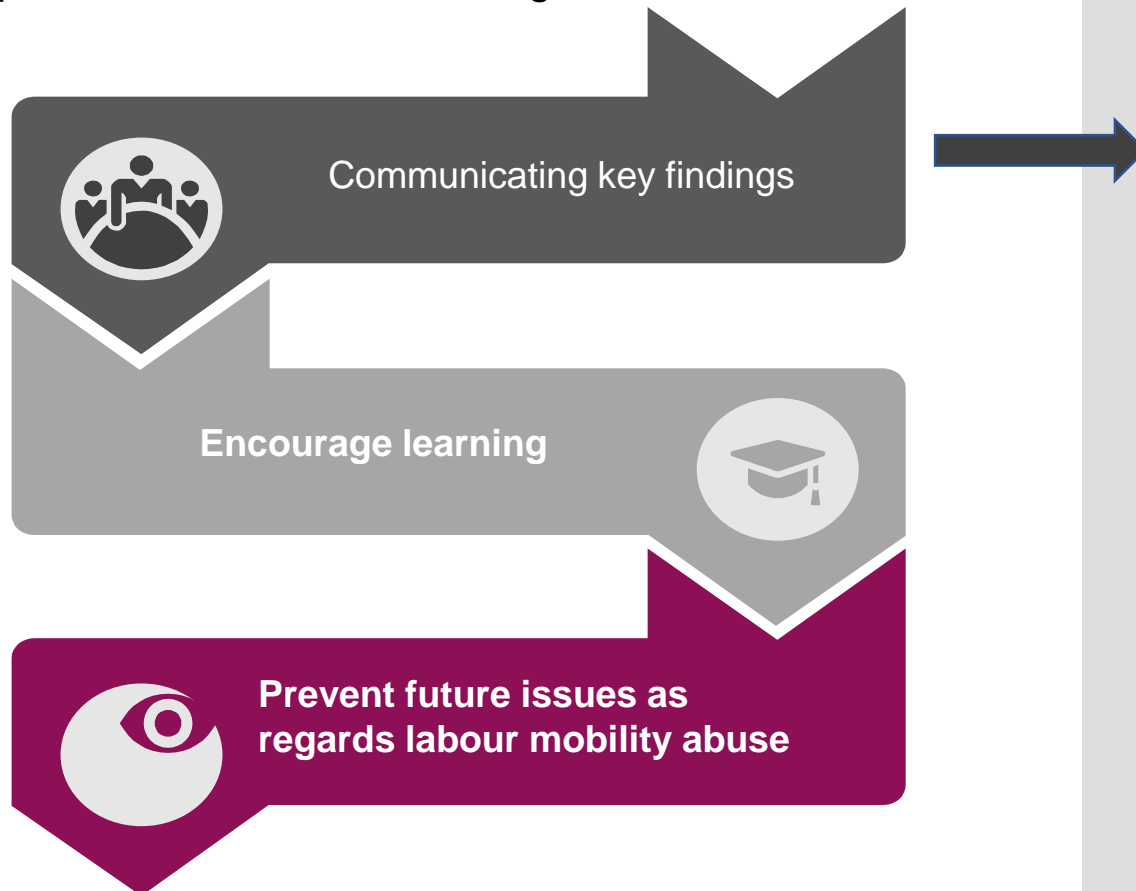 Communicating key findings
Encourage learning
Prevent future issues as
regards labour mobility abuse